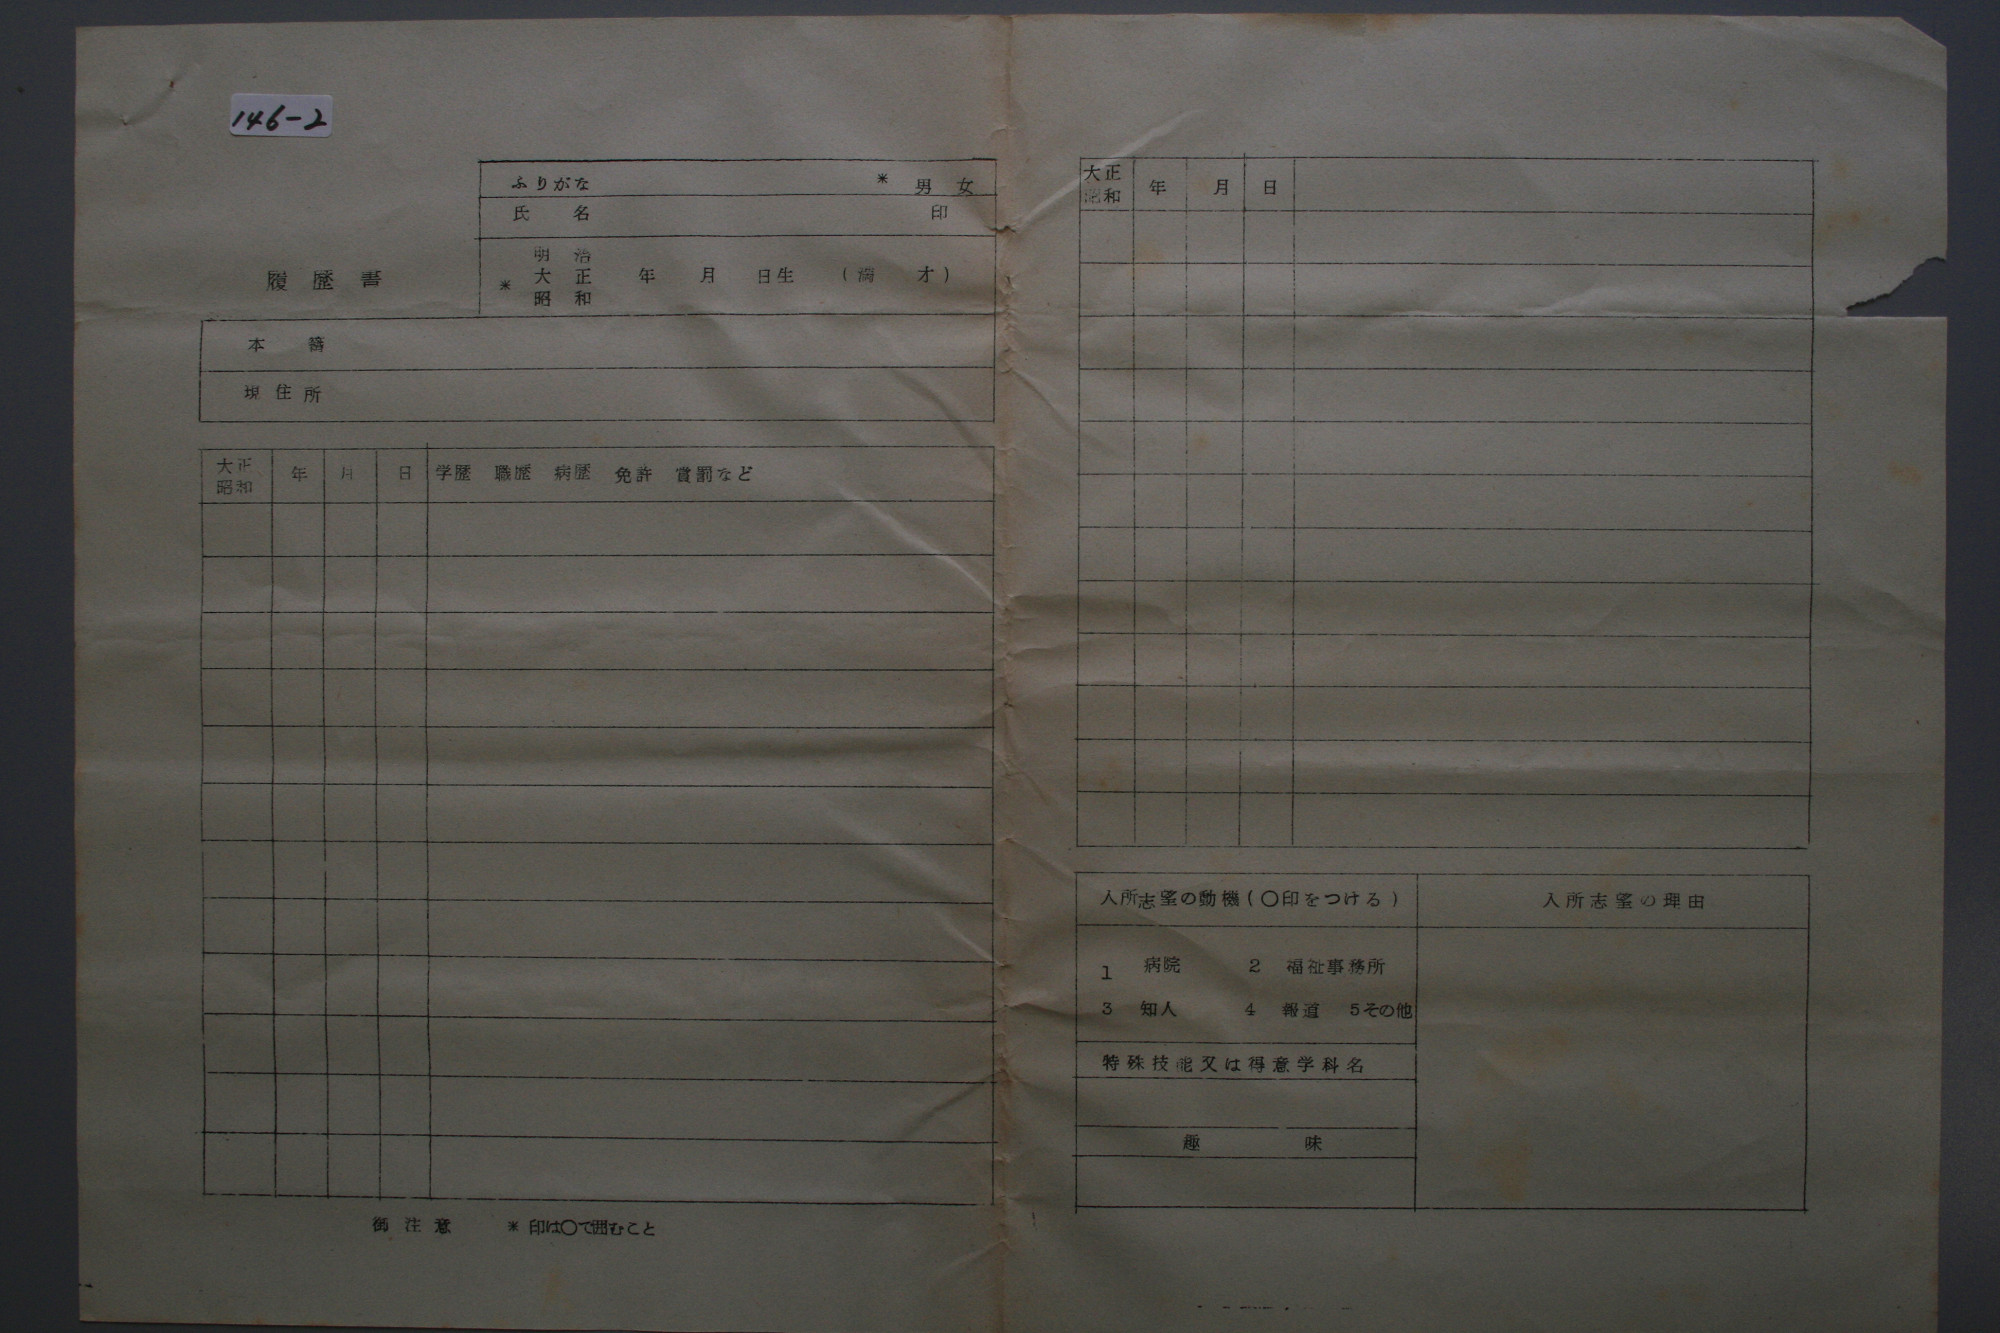 146-2
ふりがな ※ 男 女
氏 名 印
履歴書
明 治
※ 大 正 年 月 日生 (満 才)
昭 和
本 籍
現住所
大正
昭和 年 月 日 学歴 職歴 病歴 免許 賞罰など
御注意 ※印は〇で囲むこと
大正
昭和 年 月 日
入所志望の動機(〇印をつける) 入所志望の理由
1 病院 2 福祉事務所
3 知人 4 報道 5その他
特殊技能又は得意学科名
趣 味